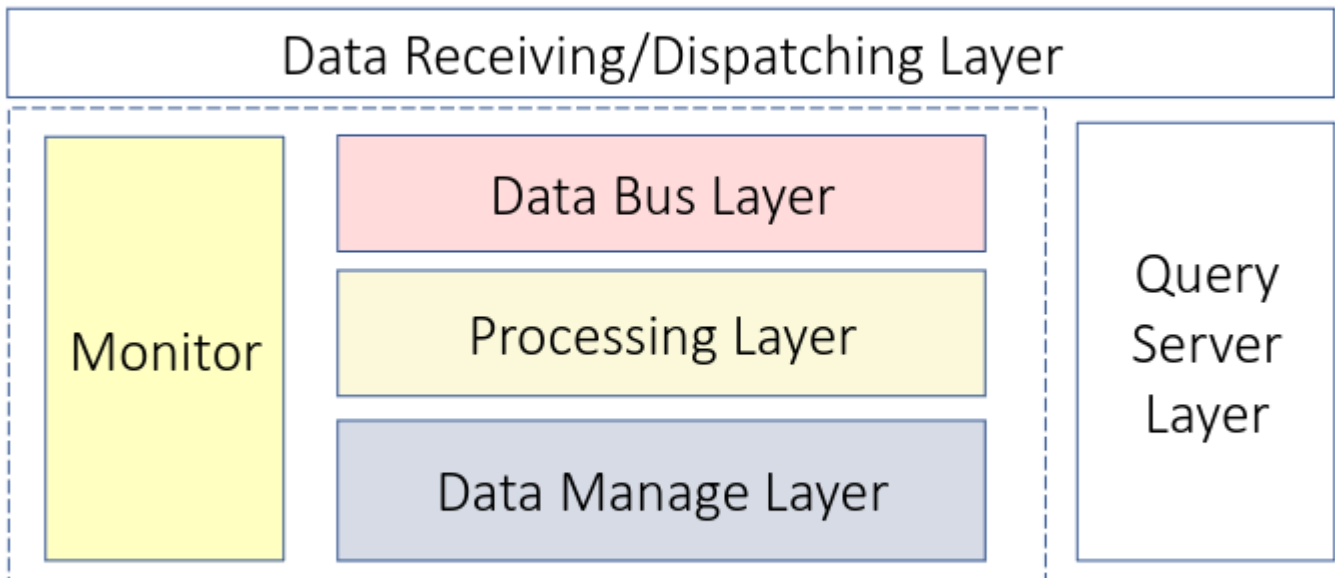 Data Receiving/Dispatching Layer
Monitor
Data Bus Layer
Processing Layer
Data Manage Layer
Query
Server
Layer